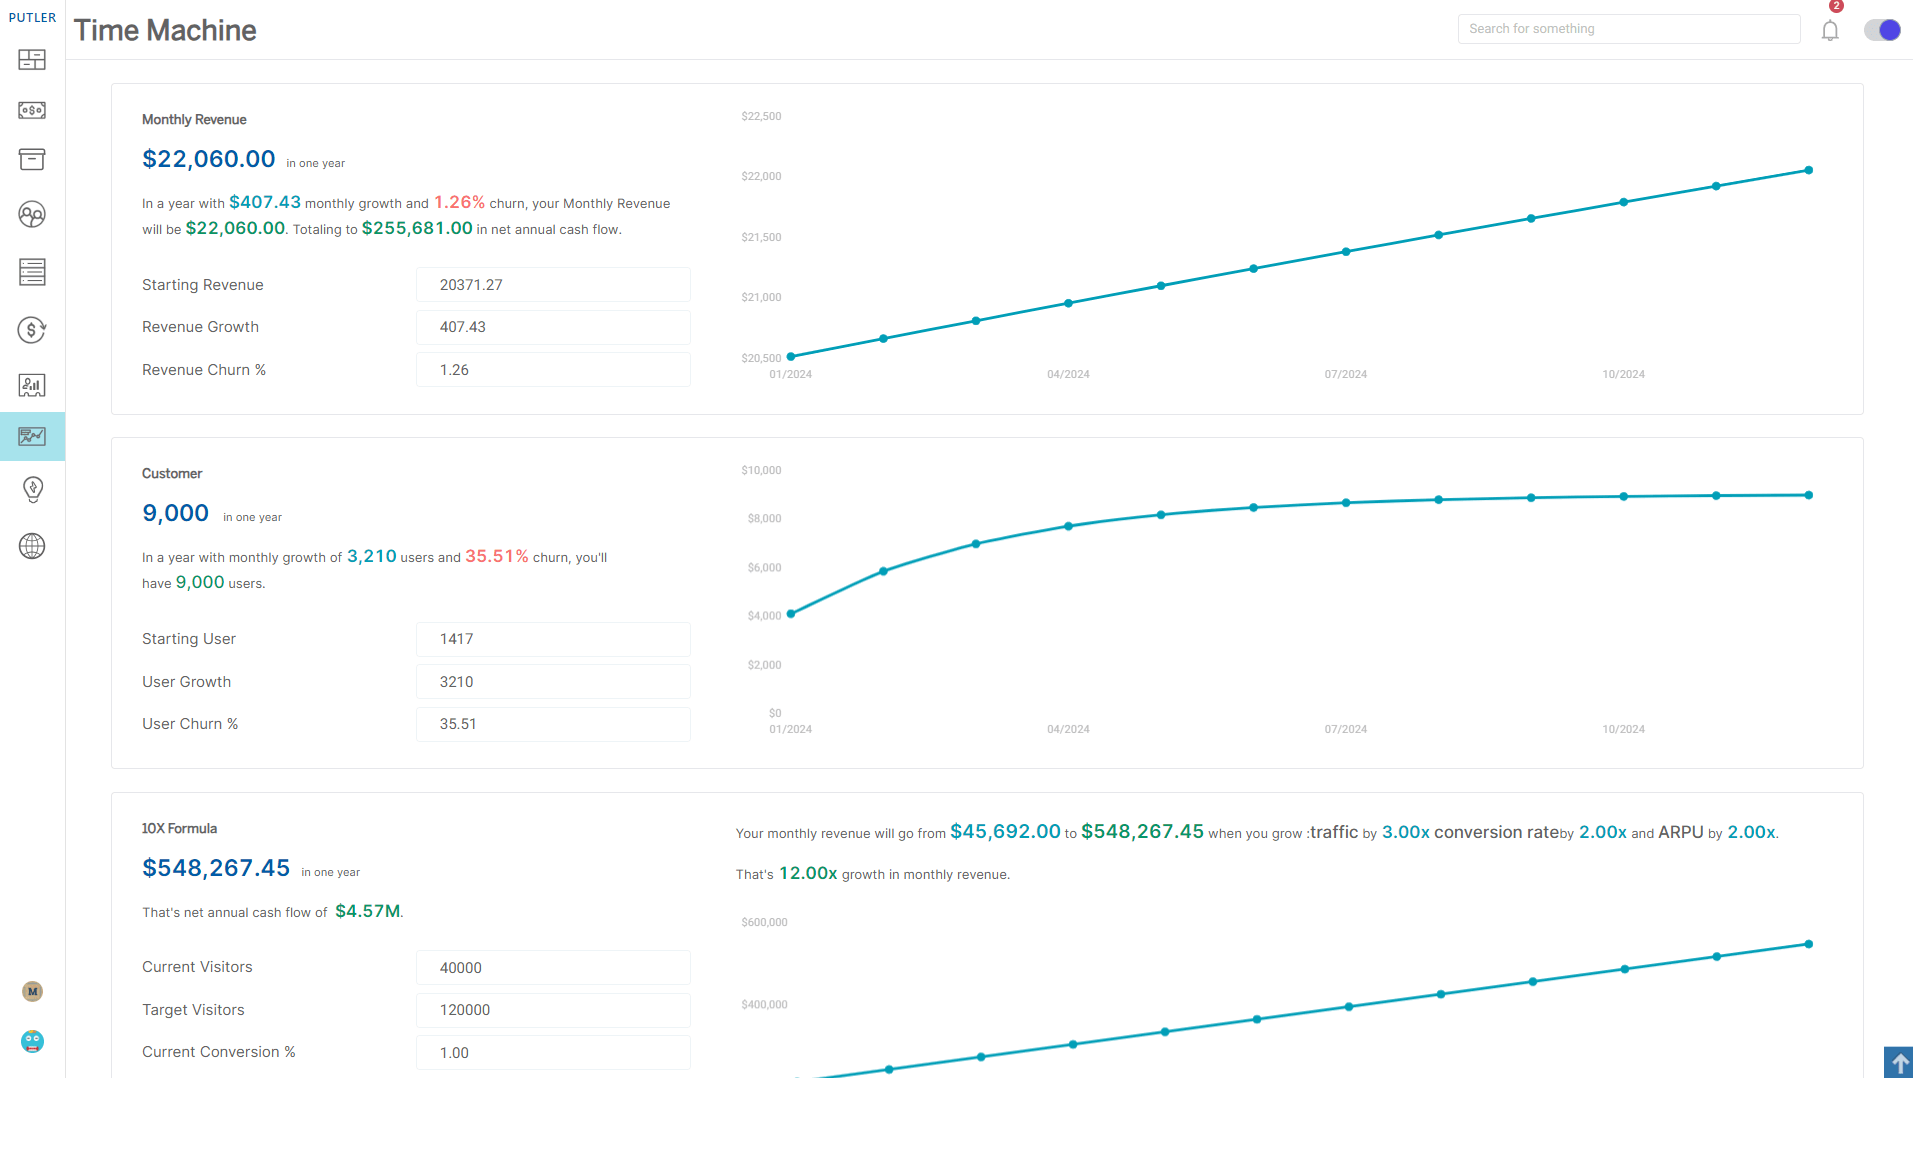 PUTLER
Time Machine
Search for something
2
Monthly Revenue
$22,060.00 in one year
In a year with $407.43 monthly growth and 1.26% churn, your Monthly Revenue
will be $22,060.00. Totaling to $255,681.00 in net annual cash flow.
Starting Revenue 20371.27
Revenue Growth 407.43
Revenue Churn % 1.26
$22,500
$22,000
$21,500
$21,000
$20,500
01/2024 04/2024 07/2024 10/2024
Customer
9,000 in one year
In a year with monthly growth of 3,210 users and 35.51% churn, you'll
have 9,000 users.
Starting User 1417
User Growth 3210
User Churn % 35.51
$10,000
$8,000
$6,000
$4,000
$2,000
$0
01/2024 04/2024 07/2024 10/2024
10X Formula
$548,267.45 in one year
That's net annual cash flow of $4.57M.
Current Visitors 40000
Target Visitors 120000
Current Conversion % 1.00
Your monthly revenue will go from $45,692.00 to $548,267.45 when you grow :traffic by 3.00x conversion rateby 2.00x and ARPU by 2.00x.
That's 12.00x growth in monthly revenue.
$600,000
$400,000
M